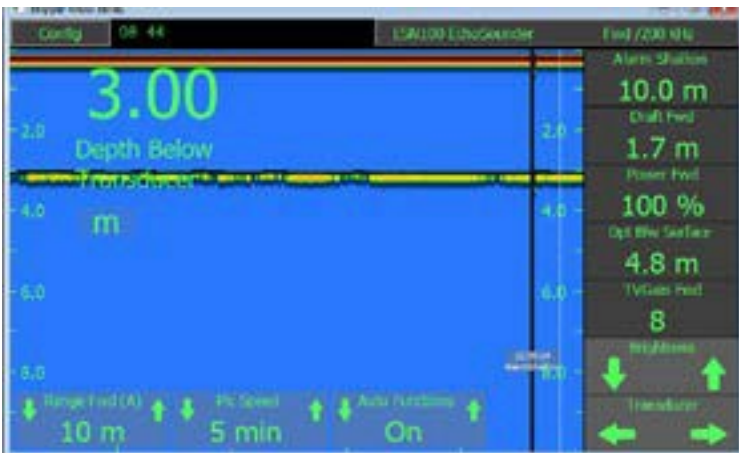 Config
08 44
ESN100 EchoSounder
Fwd /200 kHz
3.00
Depth Below
Transducer
m
2.0
4.0
6.0
8.0
2.0
4.0
6.0
8.0
Alarm Shallow
10.0 m
Draft Fwd
1.7 m
Power Fwd
100 %
Dpt Blw Surface
4.8 m
TVGain Fwd
8
Brightness
Transducer
Range Fwd (A)
10 m
Pic Speed
5 min
Auto Functions
On